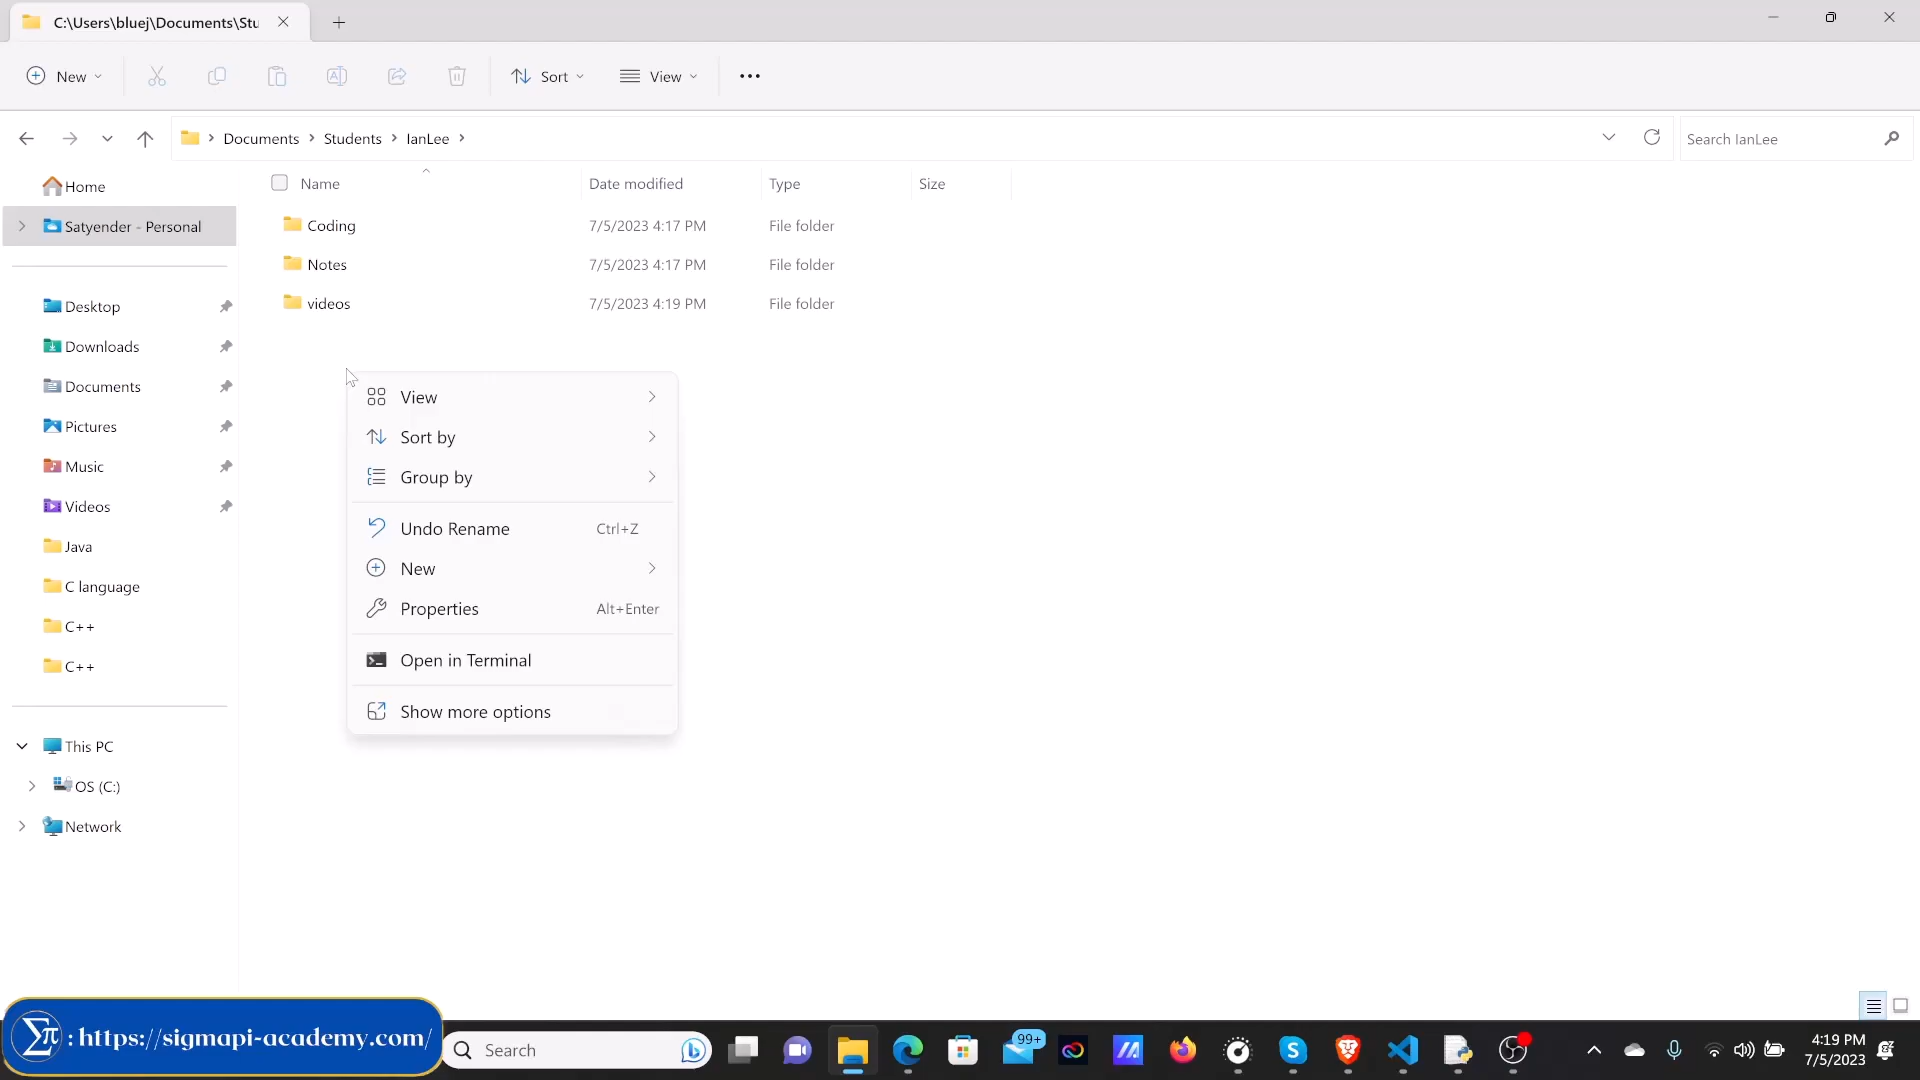 C:\Users\bluej\Documents\Stu
New
Sort
View
Documents > Students > IanLee >
Search IanLee
Name Date modified Type Size
Coding 7/5/2023 4:17 PM File folder
Notes 7/5/2023 4:17 PM File folder
videos 7/5/2023 4:19 PM File folder
Home
Satyender - Personal
Desktop
Downloads
Documents
Pictures
Music
Videos
Java
C language
C++
C++
This PC
OS (C:)
Network
View
Sort by
Group by
Undo Rename Ctrl+Z
New
Properties Alt+Enter
Open in Terminal
Show more options
Σπ : https://sigmapi-academy.com/
Search
99+
4:19 PM
7/5/2023